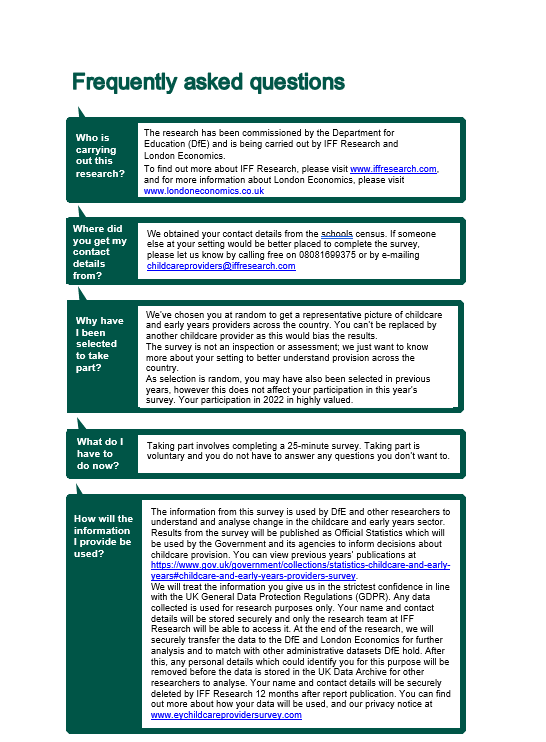 Frequently asked questions
Who is
carrying
out this
research?
The research has been commissioned by the Department for
Education (DfE) and is being carried out by IFF Research and
London Economics.
To find out more about IFF Research, please visit www.iffresearch.com,
and for more information about London Economics, please visit
www.londoneconomics.co.uk
Where did
you get my
contact
details
from?
We obtained your contact details from the schools census. If someone
else at your setting would be better placed to complete the survey,
please let us know by calling free on 08081699375 or by e-mailing
childcareproviders@iffresearch.com
Why have
I been
selected
to take
part?
We've chosen you at random to get a representative picture of childcare
and early years providers across the country. You can't be replaced by
another childcare provider as this would bias the results.
The survey is not an inspection or assessment; we just want to know
more about your setting to better understand provision across the
country.
As selection is random, you may have also been selected in previous
years, however this does not affect your participation in this year's
survey. Your participation in 2022 in highly valued.
What do I
have to
do now?
Taking part involves completing a 25-minute survey. Taking part is
voluntary and you do not have to answer any questions you don't want to.
How will the
information
I provide be
used?
The information from this survey is used by DfE and other researchers to
understand and analyse change in the childcare and early years sector.
Results from the survey will be published as Official Statistics which will
be used by the Government and its agencies to inform decisions about
childcare provision. You can view previous years' publications at
https://www.gov.uk/government/collections/statistics-childcare-and-early-
years#childcare-and-early-years-providers-survey.
We will treat the information you give us in the strictest confidence in line
with the UK General Data Protection Regulations (GDPR). Any data
collected is used for research purposes only. Your name and contact
details will be stored securely and only the research team at IFF
Research will be able to access it. At the end of the research, we will
securely transfer the data to the DfE and London Economics for further
analysis and to match with other administrative datasets DfE hold. After
this, any personal details which could identify you for this purpose will be
removed before the data is stored in the UK Data Archive for other
researchers to analyse. Your name and contact details will be securely
deleted by IFF Research 12 months after report publication. You can find
out more about how your data will be used, and our privacy notice at
www.eychildcareprovidersurvey.com